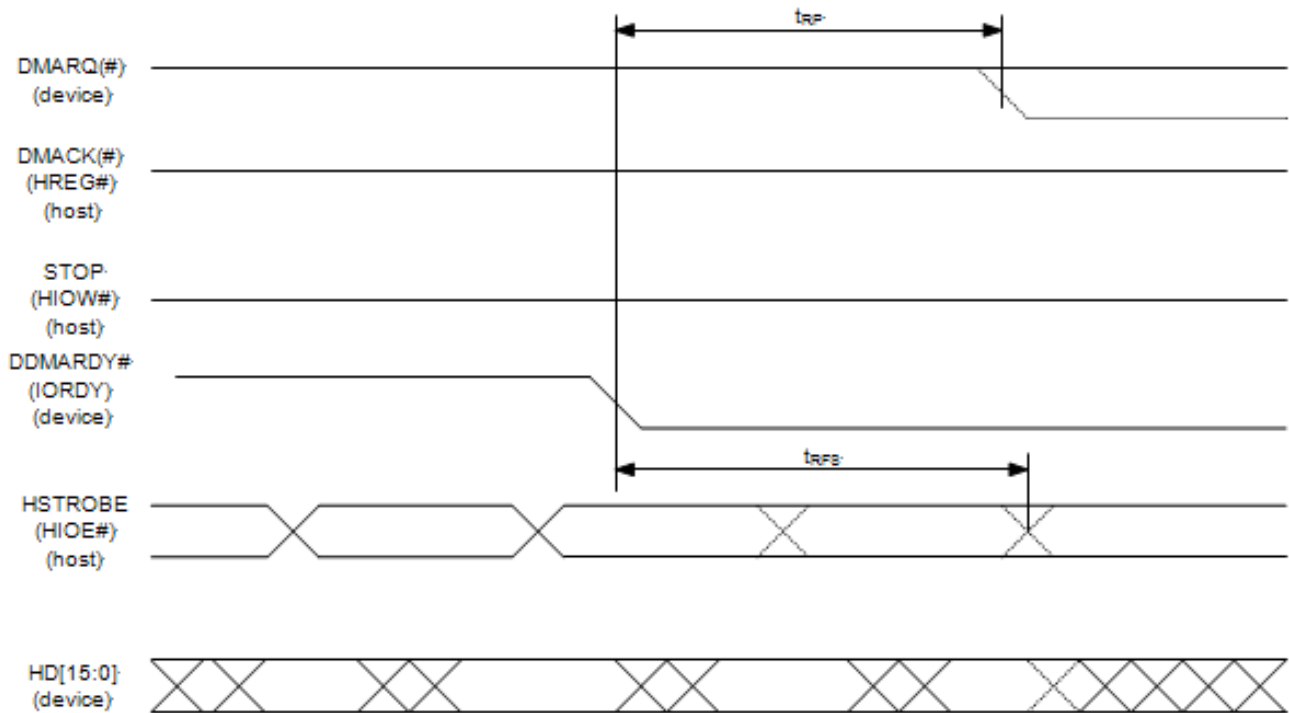 tRP
DMARQ(#)
(device)
DMACK(#)
(HREG#)
(host)
STOP
(HIOW#)
(host)
DDMARDY#
(IORDY)
(device)
tRFS
HSTROBE
(HIOE#)
(host)
HD[15:0]
(device)